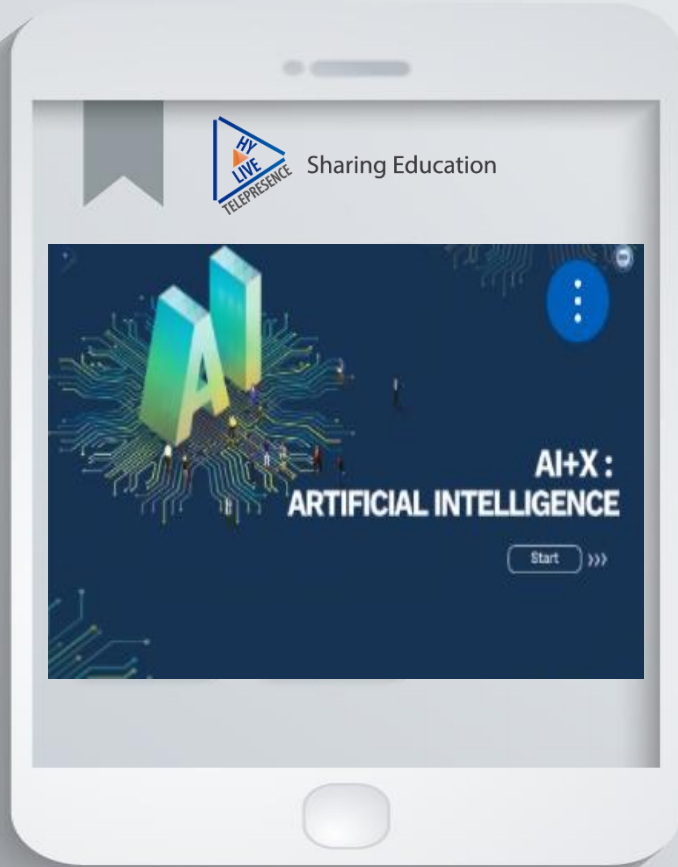 HY
LIVE
TELEPRESENCE
Sharing Education
AI
AI+X :
ARTIFICIAL INTELLIGENCE
Start >>>